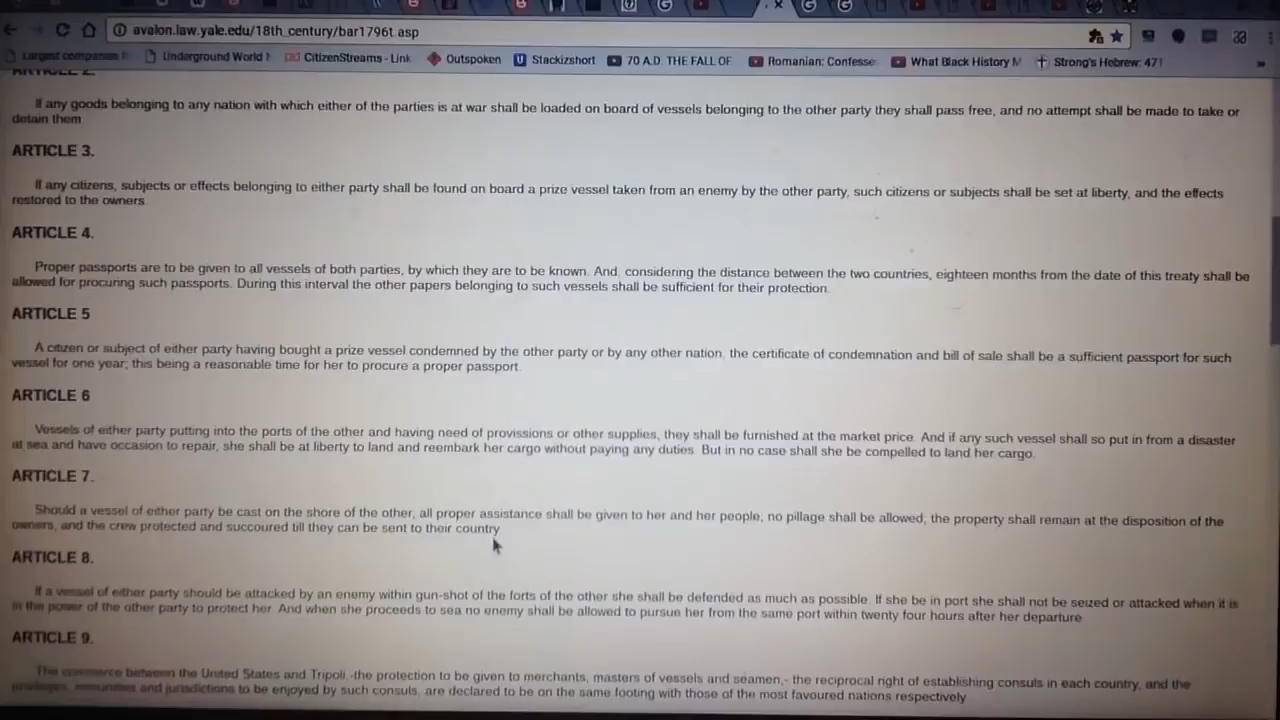 avalon.law.yale.edu/18th_century/bar1796t.asp
Largest companies Underground World CitizenStreams - Link Outspoken Stackizshort 70 A.D. THE FALL OF Romanian: Confesse What Black History M Strong's Hebrew: 471 »
ARTICLE 2.
If any goods belonging to any nation with which either of the parties is at war shall be loaded on board of vessels belonging to the other party they shall pass free, and no attempt shall be made to take or
detain them
ARTICLE 3.
If any citizens, subjects or effects belonging to either party shall be found on board a prize vessel taken from an enemy by the other party, such citizens or subjects shall be set at liberty, and the effects
restored to the owners.
ARTICLE 4.
Proper passports are to be given to all vessels of both parties, by which they are to be known. And, considering the distance between the two countries, eighteen months from the date of this treaty shall be
allowed for procuring such passports. During this interval the other papers belonging to such vessels shall be sufficient for their protection.
ARTICLE 5
A citizen or subject of either party having bought a prize vessel condemned by the other party or by any other nation, the certificate of condemnation and bill of sale shall be a sufficient passport for such
vessel for one year; this being a reasonable time for her to procure a proper passport.
ARTICLE 6
Vessels of either party putting into the ports of the other and having need of provissions or other supplies, they shall be furnished at the market price. And if any such vessel shall so put in from a disaster
at sea and have occasion to repair, she shall be at liberty to land and reembark her cargo without paying any duties. But in no case shall she be compelled to land her cargo.
ARTICLE 7.
Should a vessel of either party be cast on the shore of the other, all proper assistance shall be given to her and her people; no pillage shall be allowed; the property shall remain at the disposition of the
owners, and the crew protected and succoured till they can be sent to their country.
ARTICLE 8.
If a vessel of either party should be attacked by an enemy within gun-shot of the forts of the other she shall be defended as much as possible. If she be in port she shall not be seized or attacked when it is
in the power of the other party to protect her. And when she proceeds to sea no enemy shall be allowed to pursue her from the same port within twenty four hours after her departure.
ARTICLE 9.
The commerce between the United States and Tripoli,-the protection to be given to merchants, masters of vessels and seamen,- the reciprocal right of establishing consuls in each country, and the
privileges, immunities and jurisdictions to be enjoyed by such consuls, are declared to be on the same footing with those of the most favoured nations respectively.